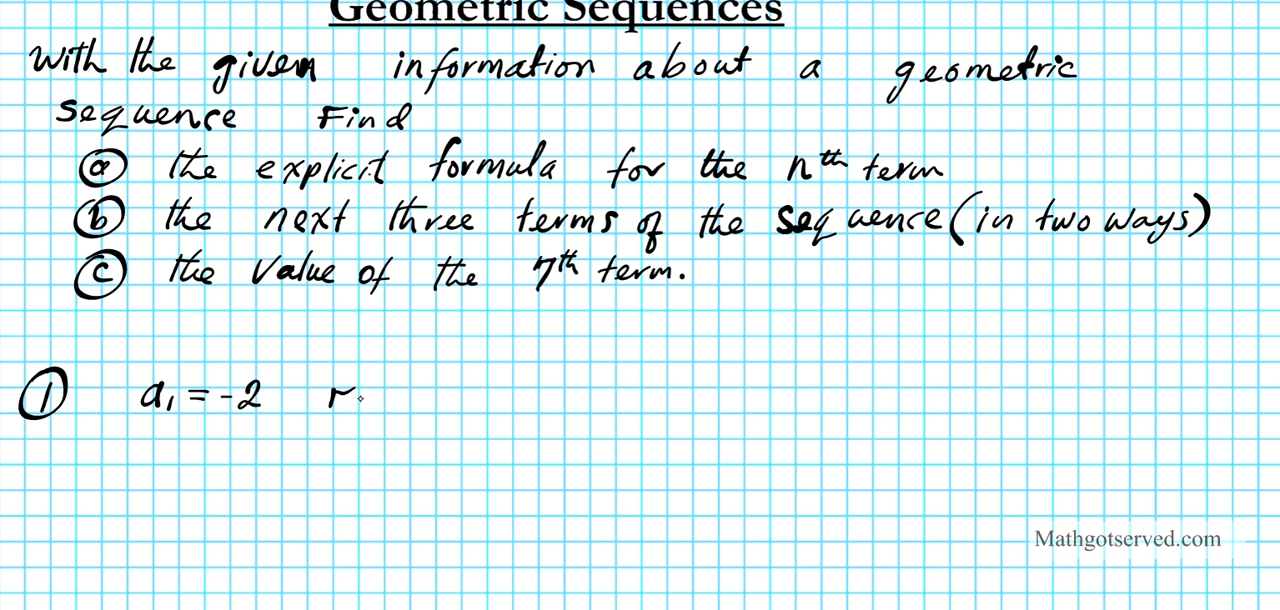 Geometric Sequences
With the given information about a geometric
sequence Find
(a) the explicit formula for the nth term
(b) the next three terms of the sequence (in two ways)
(c) the value of the 7th term.
(1) a₁ = -2 r
Mathgotserved.com